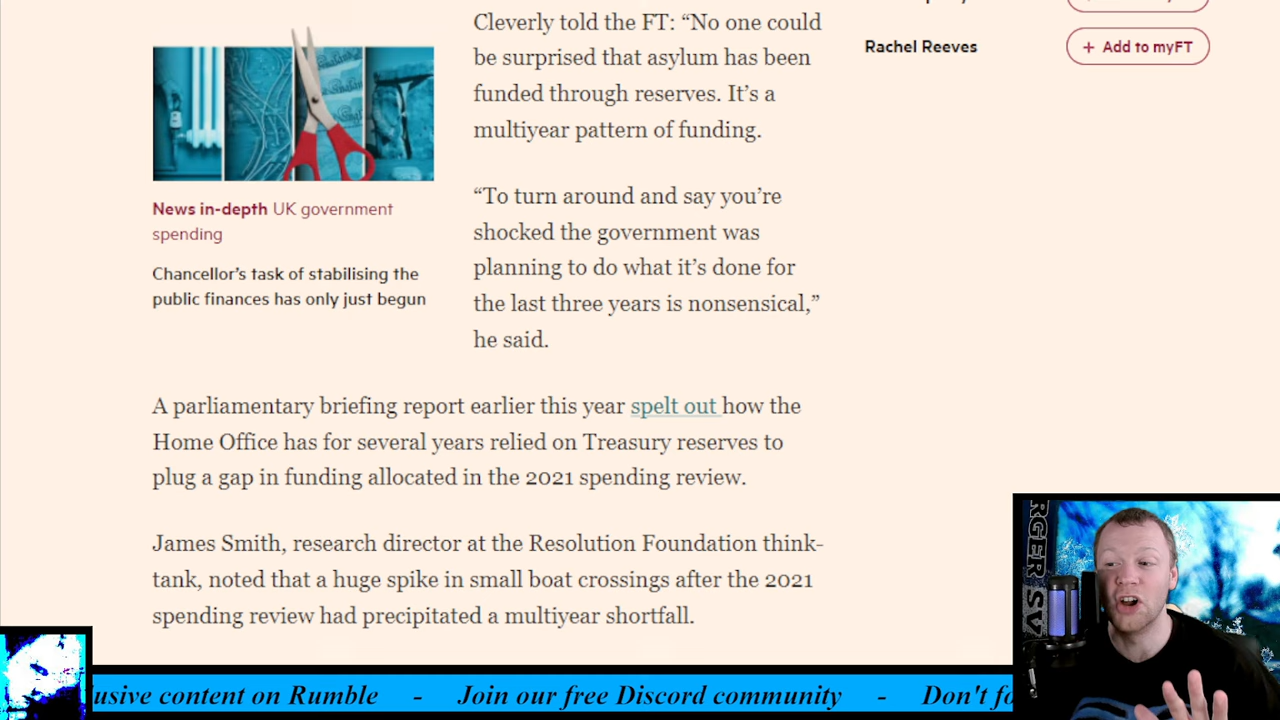 Cleverly told the FT: “No one could
be surprised that asylum has been
funded through reserves. It’s a
multiyear pattern of funding.
“To turn around and say you’re
shocked the government was
planning to do what it’s done for
the last three years is nonsensical,”
he said.
News in-depth UK government
spending
Chancellor’s task of stabilising the
public finances has only just begun
A parliamentary briefing report earlier this year spelt out how the
Home Office has for several years relied on Treasury reserves to
plug a gap in funding allocated in the 2021 spending review.
James Smith, research director at the Resolution Foundation think-
tank, noted that a huge spike in small boat crossings after the 2021
spending review had precipitated a multiyear shortfall.
Rachel Reeves
+ Add to myFT
usive content on Rumble - Join our free Discord community - Don't fo